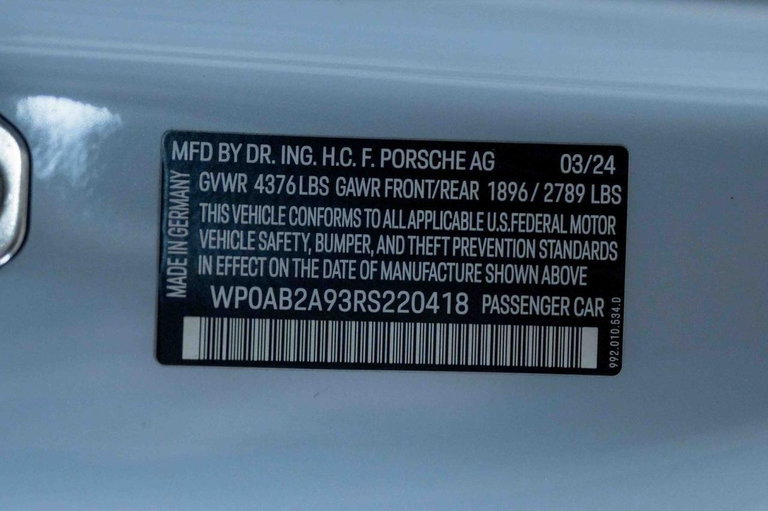 MFD BY DR. ING. H.C. F. PORSCHE AG 03/24
GVWR 4376 LBS GAWR FRONT/REAR 1896 / 2789 LBS
THIS VEHICLE CONFORMS TO ALL APPLICABLE U.S.FEDERAL MOTOR
VEHICLE SAFETY, BUMPER, AND THEFT PREVENTION STANDARDS
IN EFFECT ON THE DATE OF MANUFACTURE SHOWN ABOVE
WP0AB2A93RS220418 PASSENGER CAR
MADE IN GERMANY
992.010.534.D